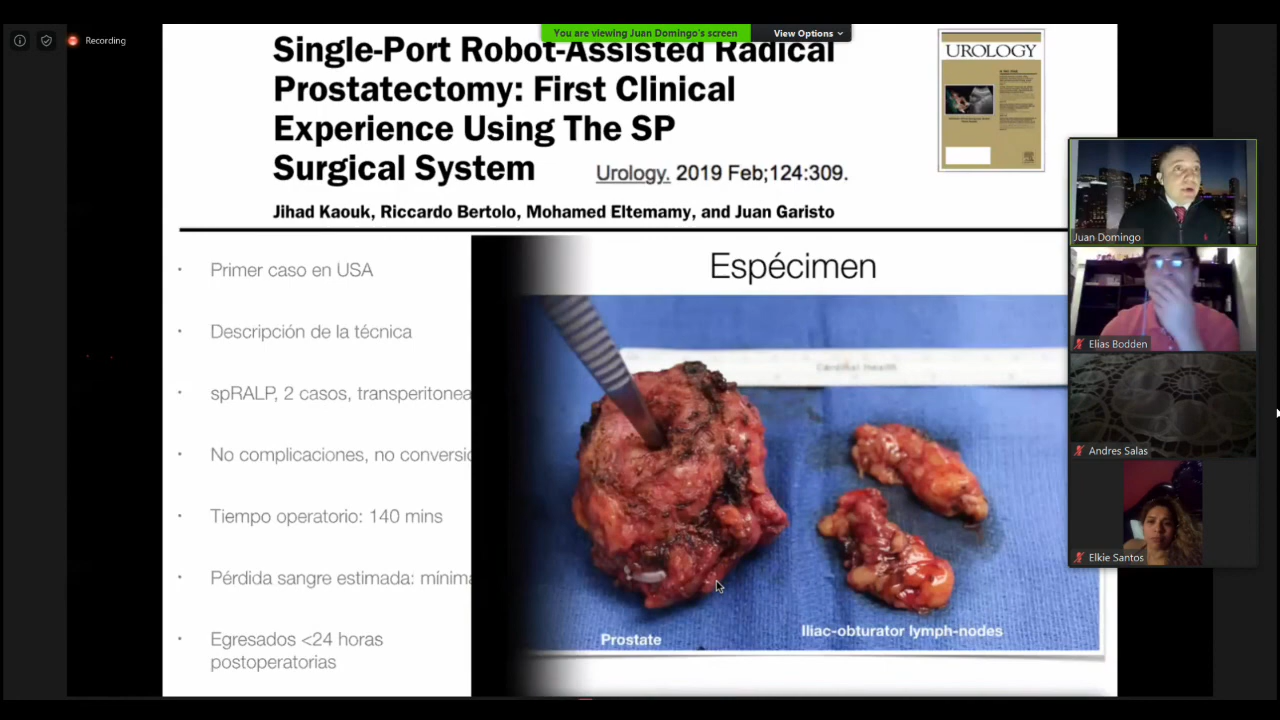 Recording
You are viewing Juan Domingo's screen
View Options
Single-Port Robot-Assisted Radical
Prostatectomy: First Clinical
Experience Using The SP
Surgical System
Urology. 2019 Feb;124:309.
Jihad Kaouk, Riccardo Bertolo, Mohamed Eltemamy, and Juan Garisto
UROLOGY
• Primer caso en USA
• Descripción de la técnica
• spRALP, 2 casos, transperitonea
• No complicaciones, no conversio
• Tiempo operatorio: 140 mins
• Pérdida sangre estimada: mínima
• Egresados <24 horas
postoperatorias
Espécimen
Cardinal Health
Prostate
Iliac-obturator lymph-nodes
Juan Domingo
Elias Bodden
Andres Salas
Elkie Santos